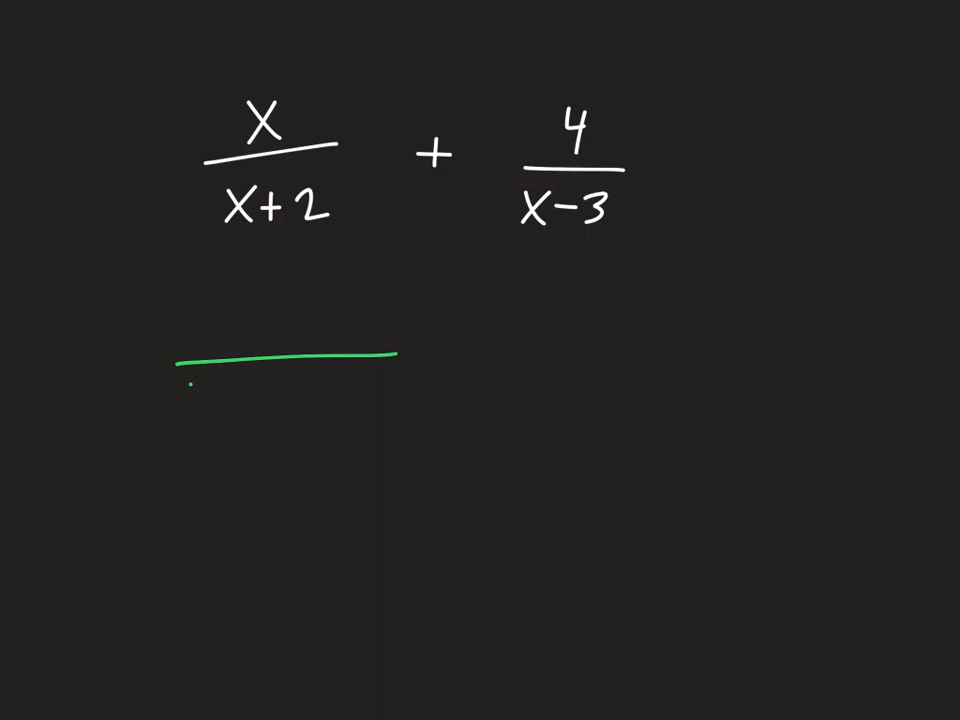 x/(x+2) + 4/(x-3)